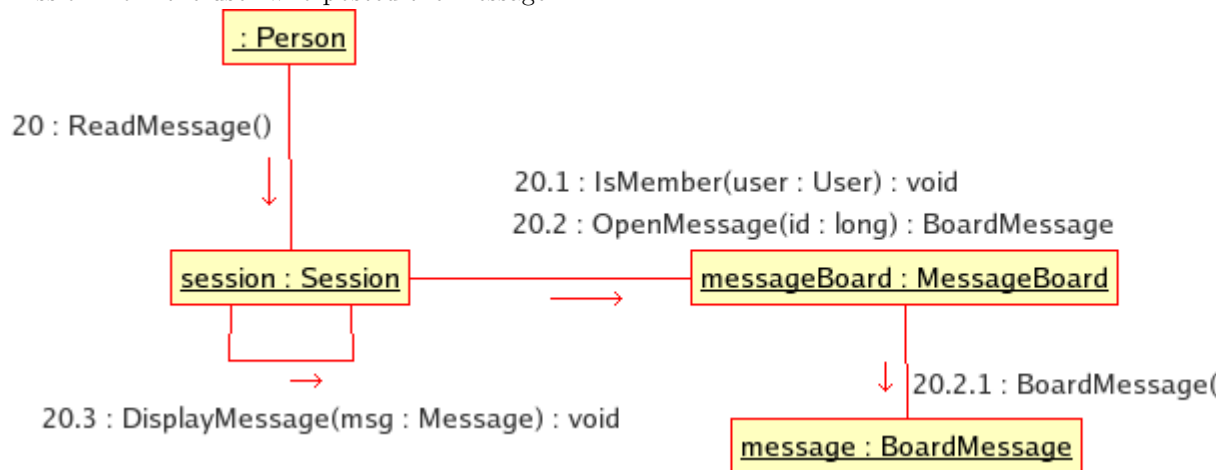 : Person
20 : ReadMessage()
20.1 : IsMember(user : User) : void
20.2 : OpenMessage(id : long) : BoardMessage
session : Session
messageBoard : MessageBoard
20.2.1 : BoardMessage(
20.3 : DisplayMessage(msg : Message) : void
message : BoardMessage